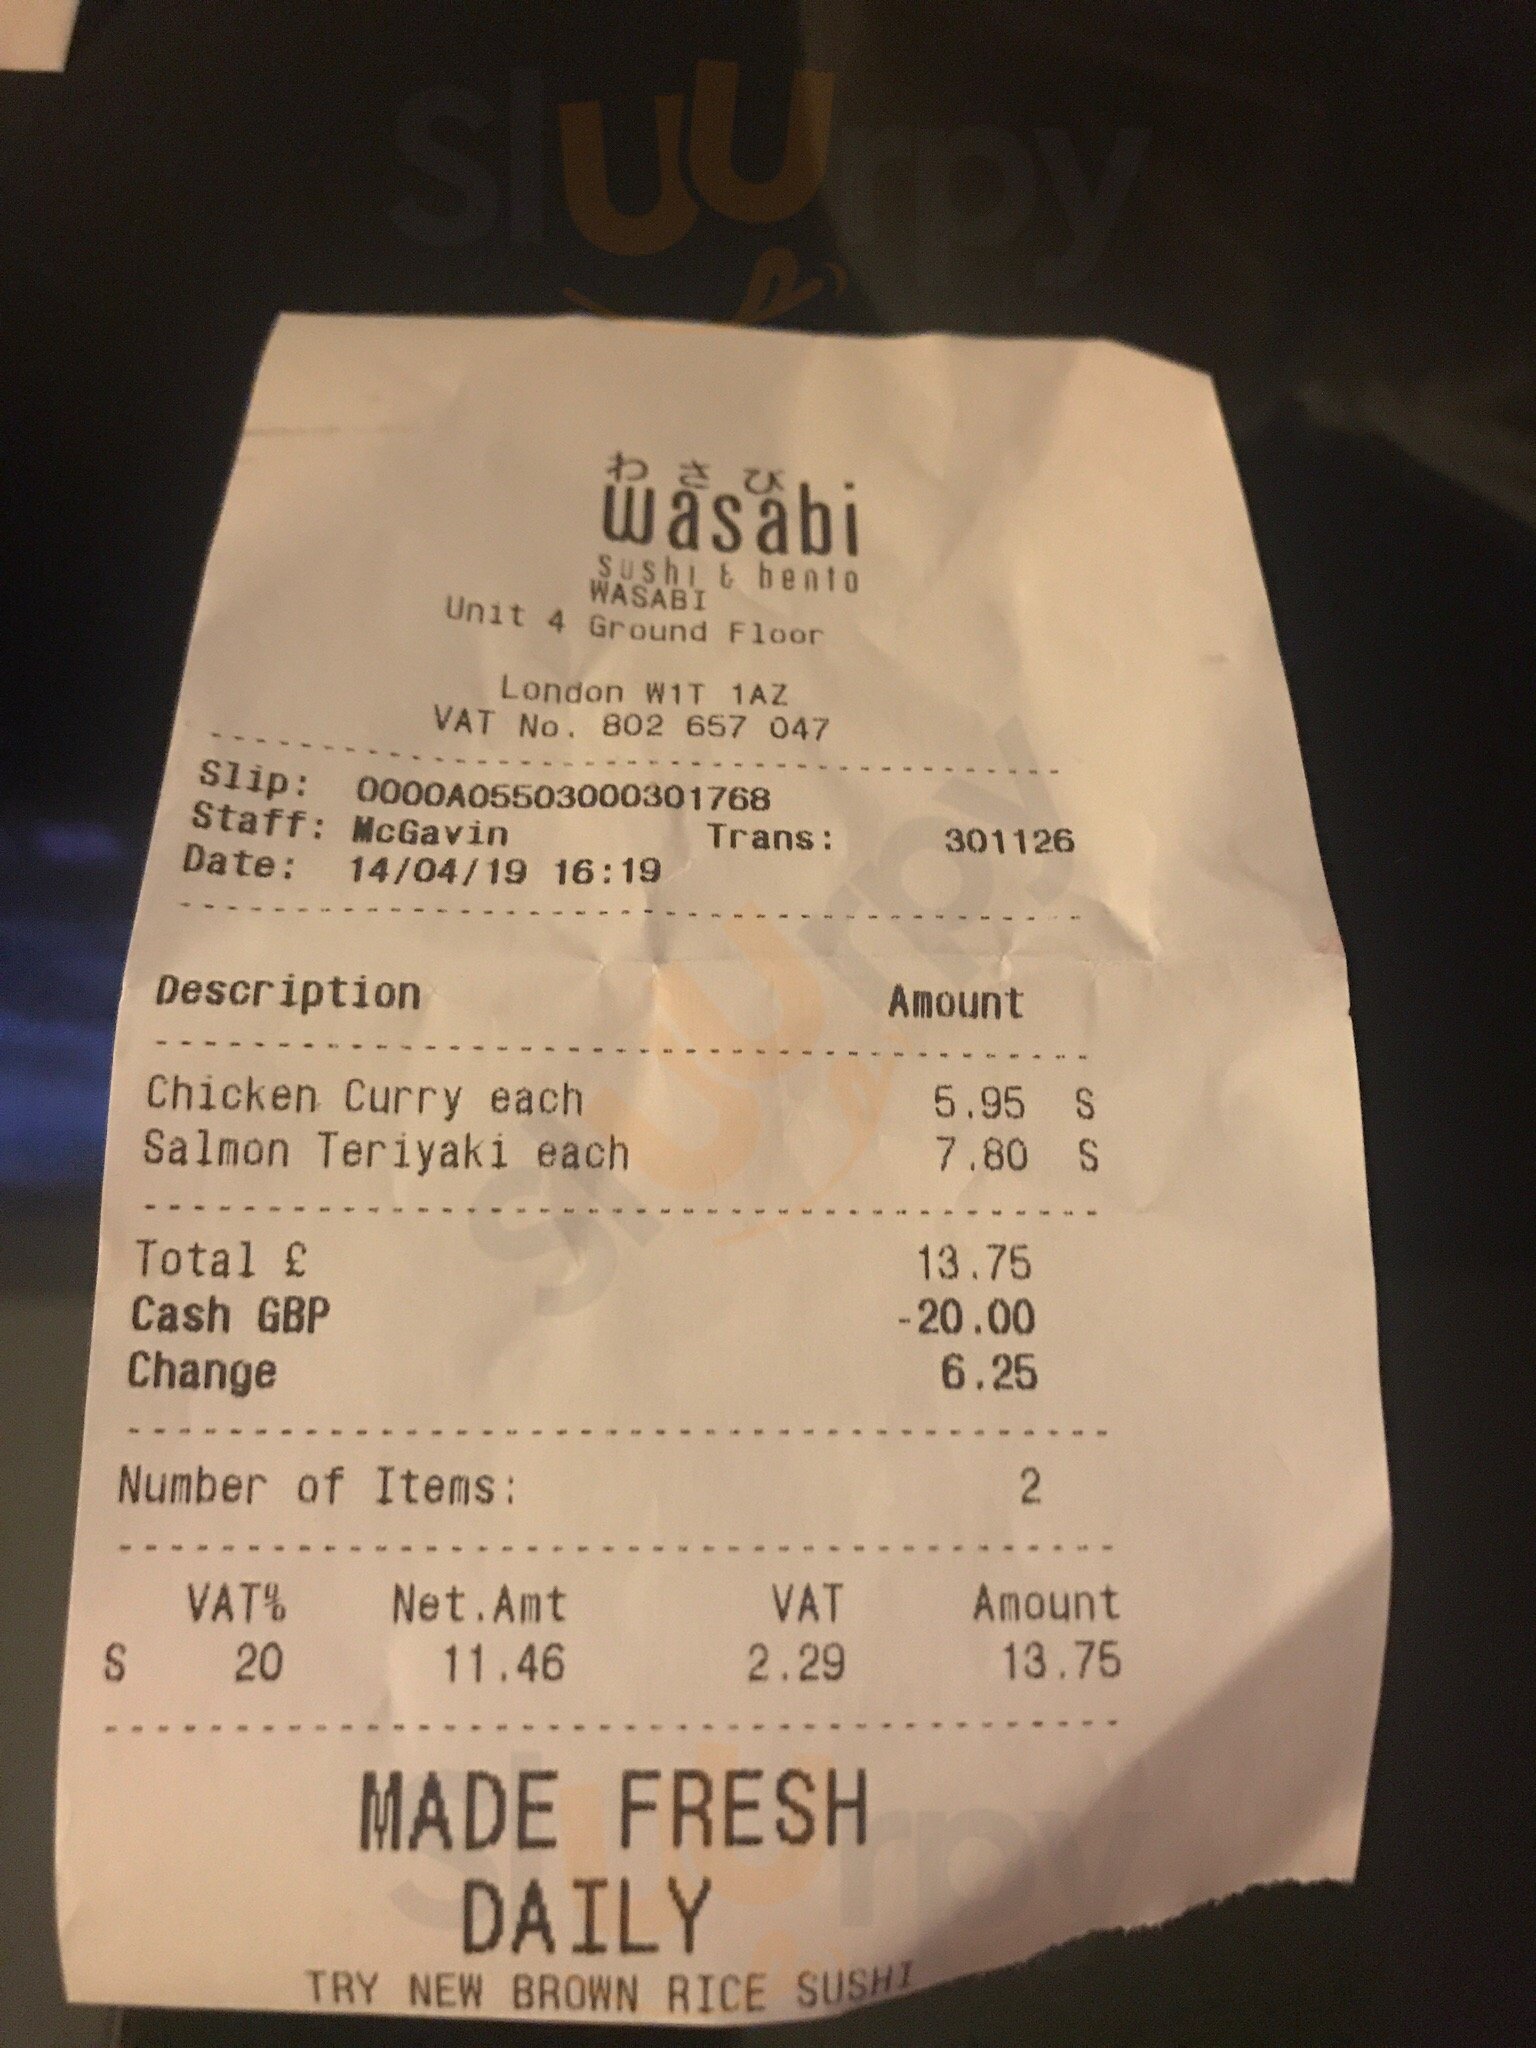 sluurpy
わさび
wasabi
sushi & bento
WASABI
Unit 4 Ground Floor
London W1T 1AZ
VAT No. 802 657 047
Slip: 0000A05503000301768
Staff: McGavin Trans: 301126
Date: 14/04/19 16:19
Description Amount
Chicken Curry each 5.95 S
Salmon Teriyaki each 7.80 S
sluurpy
Total £ 13.75
Cash GBP -20.00
Change 6.25
Number of Items: 2
VAT% Net.Amt VAT Amount
S 20 11.46 2.29 13.75
MADE FRESH
DAILY
sluurpy
TRY NEW BROWN RICE SUSHI